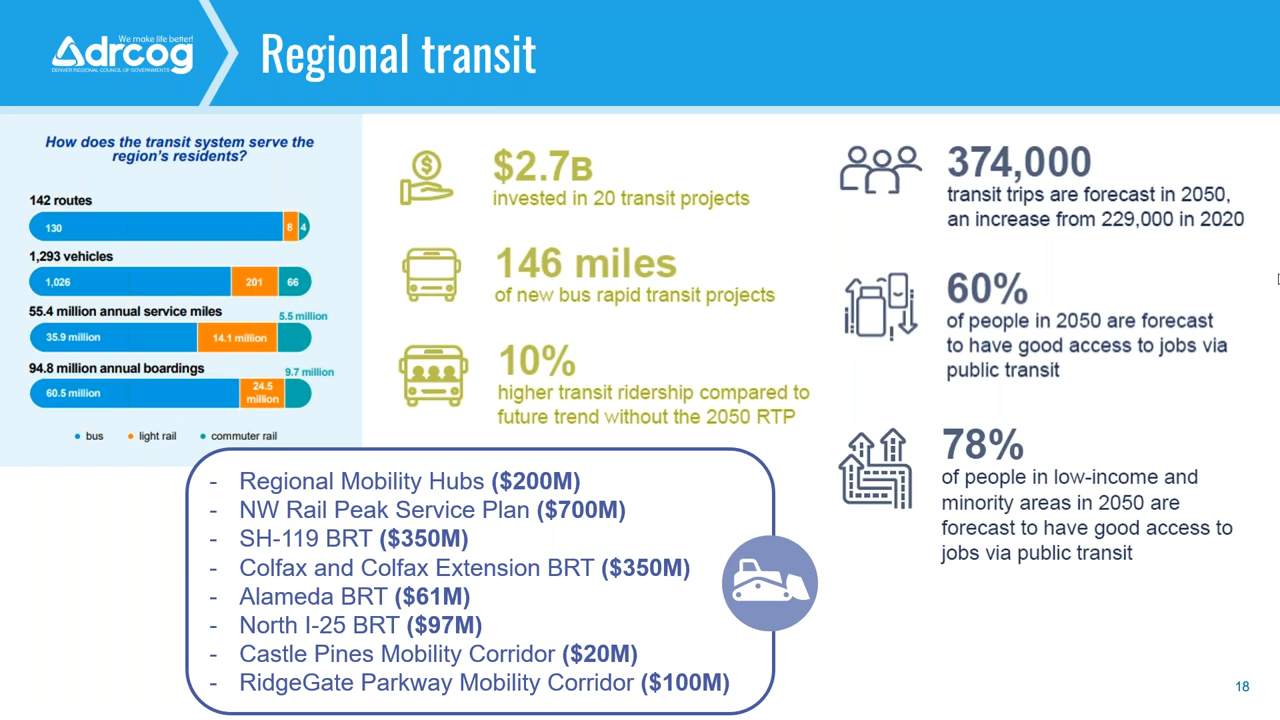 We make life better!
drcog
DENVER REGIONAL COUNCIL OF GOVERNMENTS
Regional transit
How does the transit system serve the
region's residents?
142 routes
130 8 4
1,293 vehicles
1,026 201 66
55.4 million annual service miles
5.5 million
35.9 million 14.1 million
94.8 million annual boardings
9.7 million
60.5 million 24.5
million
bus light rail commuter rail
$2.7B
invested in 20 transit projects
146 miles
of new bus rapid transit projects
10%
higher transit ridership compared to
future trend without the 2050 RTP
374,000
transit trips are forecast in 2050,
an increase from 229,000 in 2020
60%
of people in 2050 are forecast
to have good access to jobs via
public transit
78%
of people in low-income and
minority areas in 2050 are
forecast to have good access to
jobs via public transit
- Regional Mobility Hubs ($200M)
- NW Rail Peak Service Plan ($700M)
- SH-119 BRT ($350M)
- Colfax and Colfax Extension BRT ($350M)
- Alameda BRT ($61M)
- North I-25 BRT ($97M)
- Castle Pines Mobility Corridor ($20M)
- RidgeGate Parkway Mobility Corridor ($100M)
18